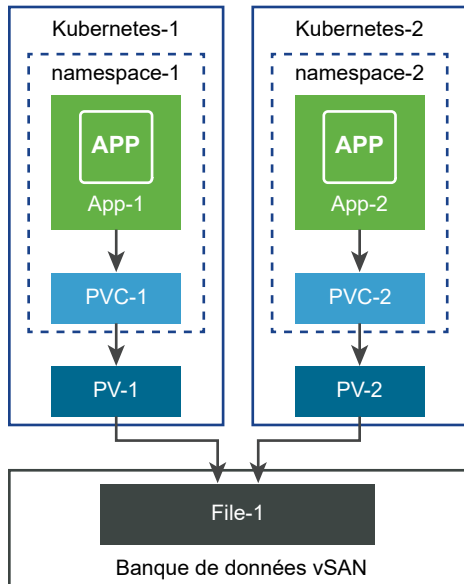 Kubernetes-1
namespace-1
APP
App-1
PVC-1
PV-1
Kubernetes-2
namespace-2
APP
App-2
PVC-2
PV-2
File-1
Banque de données vSAN